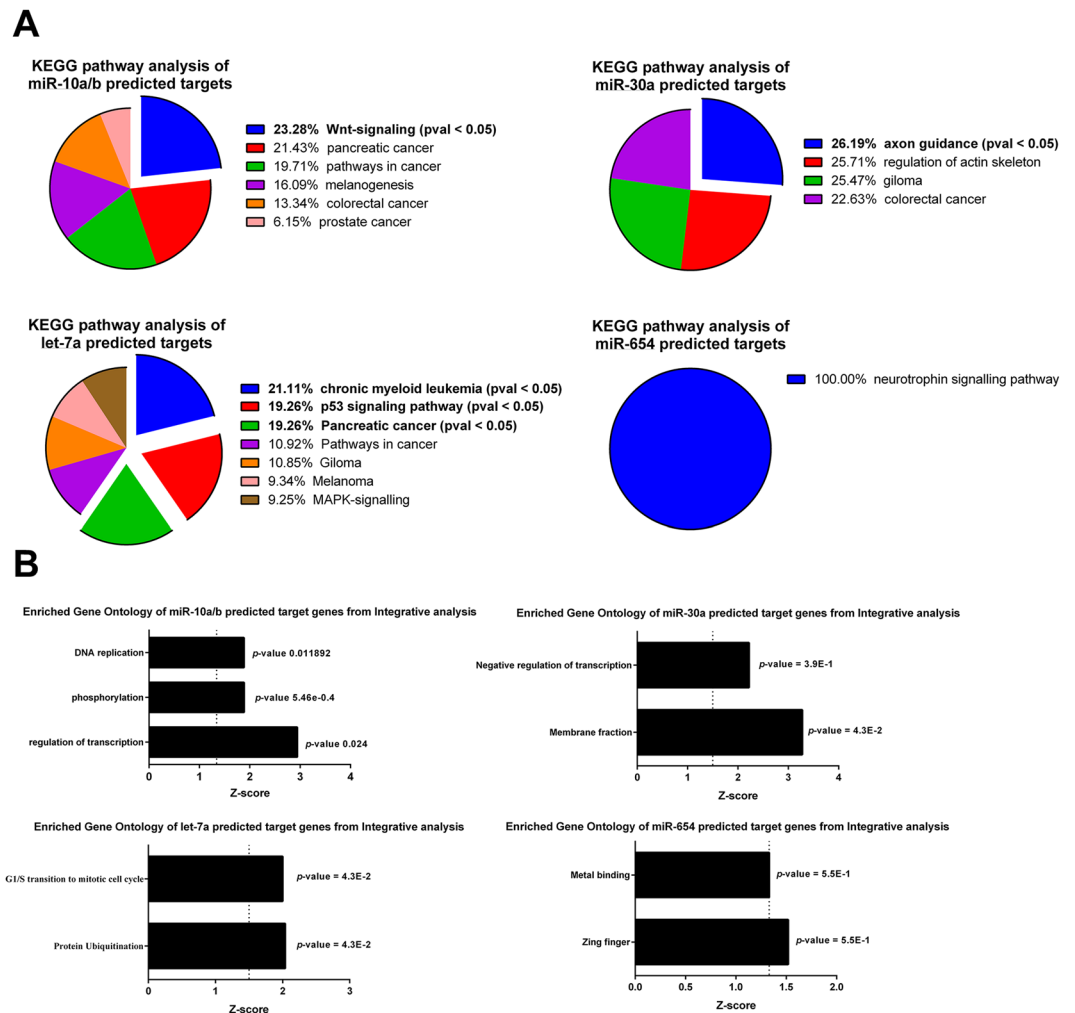 A
KEGG pathway analysis of
miR-10a/b predicted targets
23.28% Wnt-signaling (pval < 0.05)
21.43% pancreatic cancer
19.71% pathways in cancer
16.09% melanogenesis
13.34% colorectal cancer
6.15% prostate cancer
KEGG pathway analysis of
miR-30a predicted targets
26.19% axon guidance (pval < 0.05)
25.71% regulation of actin skeleton
25.47% giloma
22.63% colorectal cancer
KEGG pathway analysis of
let-7a predicted targets
21.11% chronic myeloid leukemia (pval < 0.05)
19.26% p53 signaling pathway (pval < 0.05)
19.26% Pancreatic cancer (pval < 0.05)
10.92% Pathways in cancer
10.85% Giloma
9.34% Melanoma
9.25% MAPK-signalling
KEGG pathway analysis of
miR-654 predicted targets
100.00% neurotrophin signalling pathway
B
Enriched Gene Ontology of miR-10a/b predicted target genes from Integrative analysis
DNA replication
p-value 0.011892
phosphorylation
p-value 5.46e-0.4
regulation of transcription
p-value 0.024
0 1 2 3 4
Z-score
Enriched Gene Ontology of miR-30a predicted target genes from Integrative analysis
Negative regulation of transcription
p-value = 3.9E-1
Membrane fraction
p-value = 4.3E-2
0 1 2 3 4
Z-score
Enriched Gene Ontology of let-7a predicted target genes from Integrative analysis
G1/S transition to mitotic cell cycle
p-value = 4.3E-2
Protein Ubiquitination
p-value = 4.3E-2
0 1 2 3
Z-score
Enriched Gene Ontology of miR-654 predicted target genes from Integrative analysis
Metal binding
p-value = 5.5E-1
Zing finger
p-value = 5.5E-1
0.0 0.5 1.0 1.5 2.0
Z-score